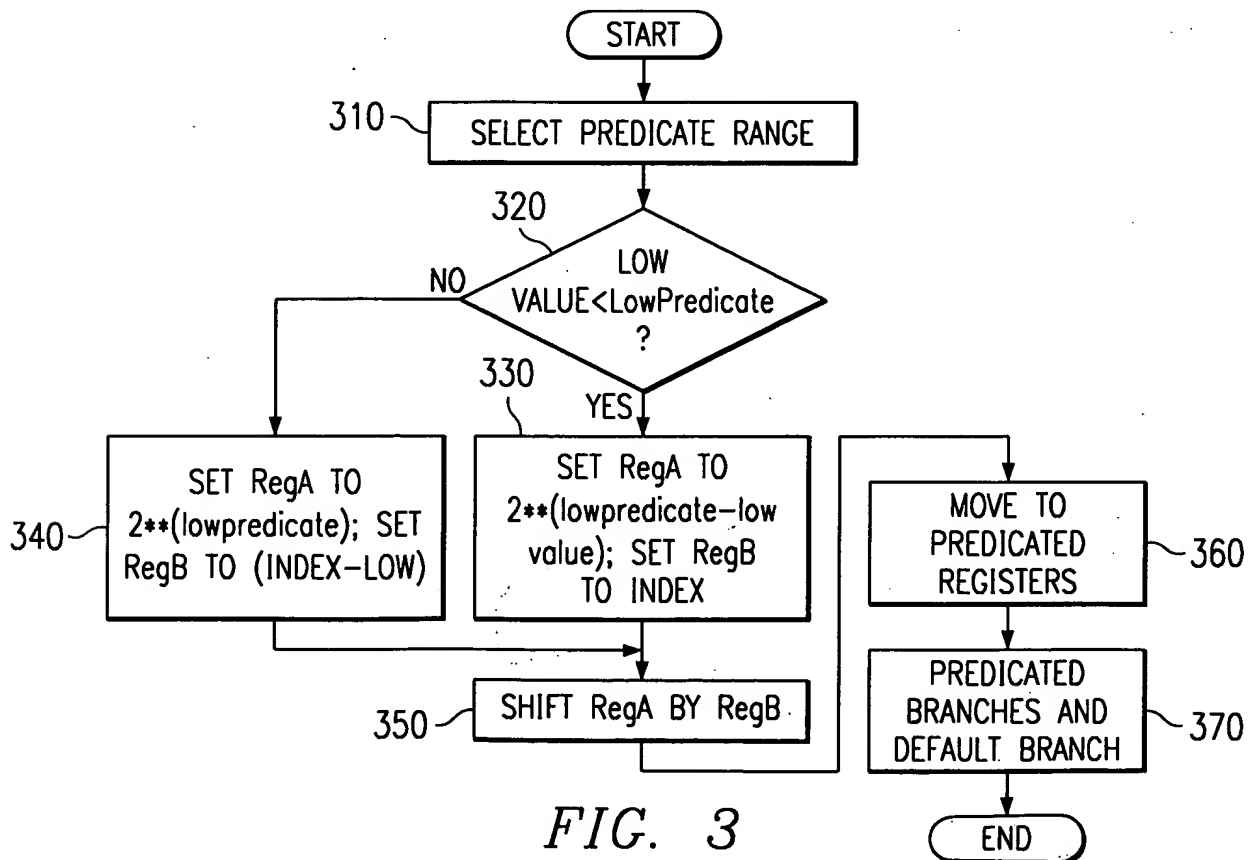 START
310
SELECT PREDICATE RANGE
320
LOW
VALUE<LowPredicate
?
NO
YES
330
340
SET RegA TO
2**(lowpredicate); SET
RegB TO (INDEX-LOW)
SET RegA TO
2**(lowpredicate-low
value); SET RegB
TO INDEX
350
SHIFT RegA BY RegB
MOVE TO
PREDICATED
REGISTERS
360
PREDICATED
BRANCHES AND
DEFAULT BRANCH
370
END
FIG. 3